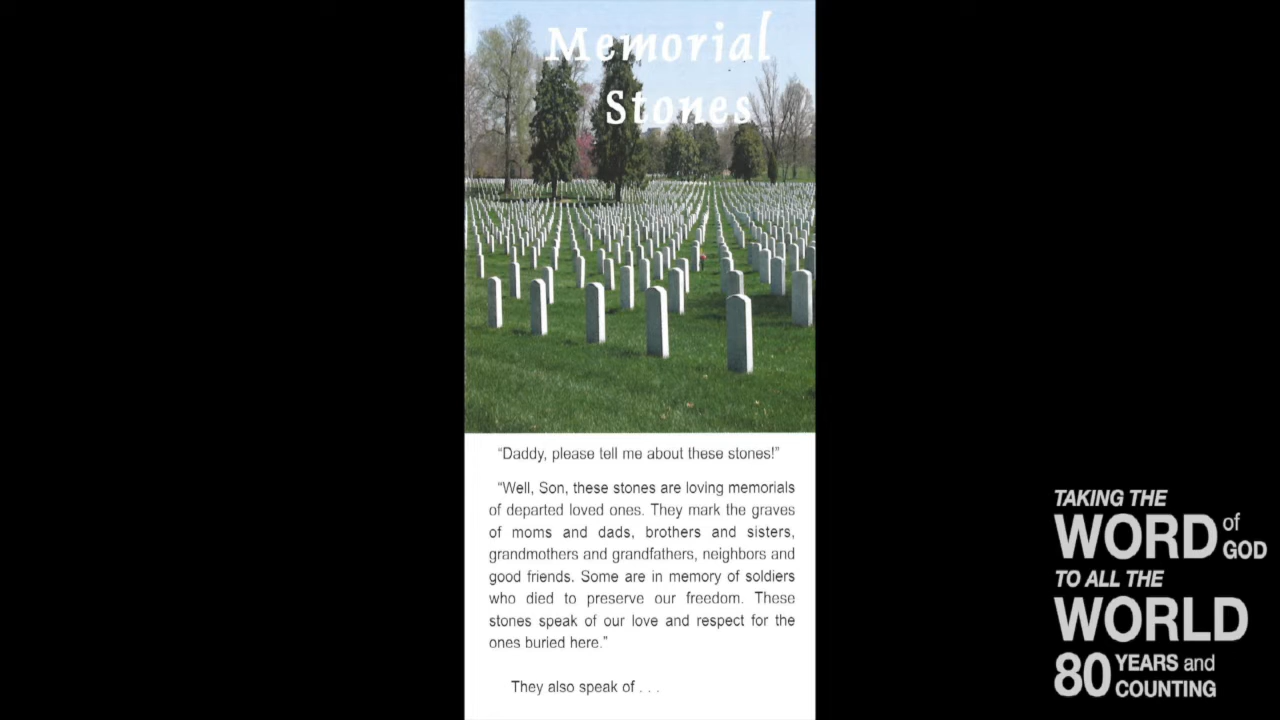 Memorial
Stones
“Daddy, please tell me about these stones!”
“Well, Son, these stones are loving memorials
of departed loved ones. They mark the graves
of moms and dads, brothers and sisters,
grandmothers and grandfathers, neighbors and
good friends. Some are in memory of soldiers
who died to preserve our freedom. These
stones speak of our love and respect for the
ones buried here.”
They also speak of . . .
TAKING THE
WORD of GOD
TO ALL THE
WORLD
80 YEARS and COUNTING